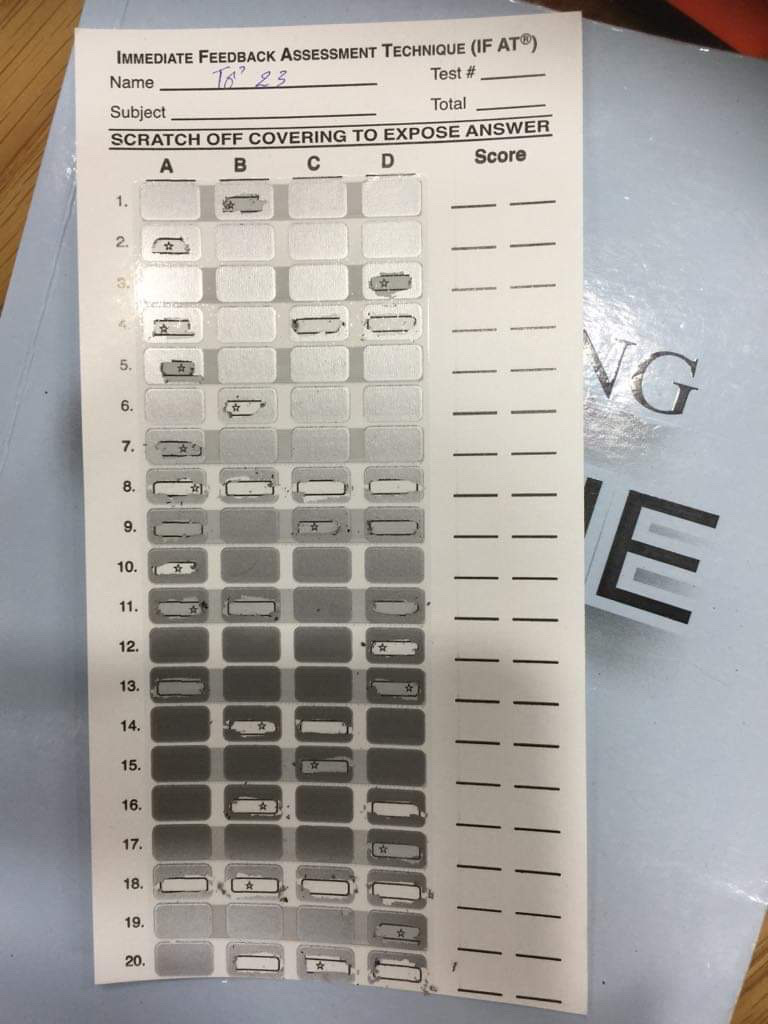 IMMEDIATE FEEDBACK ASSESSMENT TECHNIQUE (IF AT®)
Name 23 Test #
Subject Total
SCRATCH OFF COVERING TO EXPOSE ANSWER
A B C D Score
1.
2.
3.
4.
5.
6.
7.
8.
9.
10.
11.
12.
13.
14.
15.
16.
17.
18.
19.
20.
NG
E